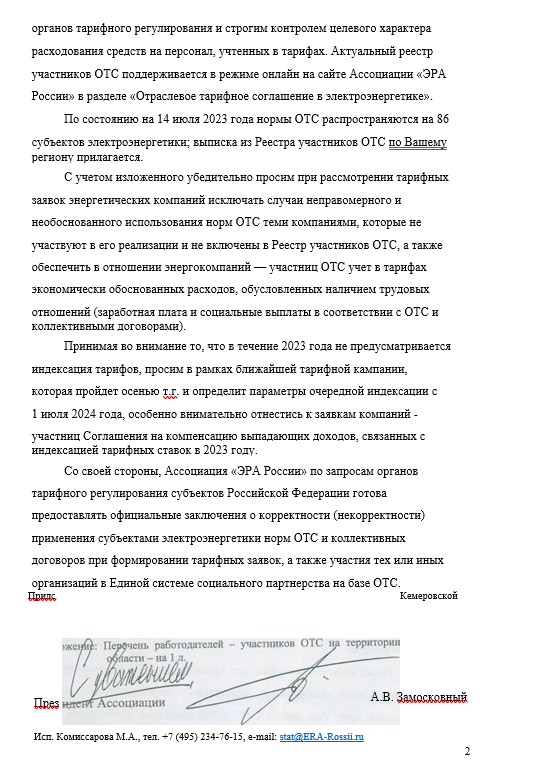 органов тарифного регулирования и строгим контролем целевого характера
расходования средств на персонал, учтенных в тарифах. Актуальный реестр
участников ОТС поддерживается в режиме онлайн на сайте Ассоциации «ЭРА
России» в разделе «Отраслевое тарифное соглашение в электроэнергетике».
По состоянию на 14 июля 2023 года нормы ОТС распространяются на 86
субъектов электроэнергетики; выписка из Реестра участников ОТС по Вашему
региону прилагается.
С учетом изложенного убедительно просим при рассмотрении тарифных
заявок энергетических компаний исключать случаи неправомерного и
необоснованного использования норм ОТС теми компаниями, которые не
участвуют в его реализации и не включены в Реестр участников ОТС, а также
обеспечить в отношении энергокомпаний — участниц ОТС учет в тарифах
экономически обоснованных расходов, обусловленных наличием трудовых
отношений (заработная плата и социальные выплаты в соответствии с ОТС и
коллективными договорами).
Принимая во внимание то, что в течение 2023 года не предусматривается
индексация тарифов, просим в рамках ближайшей тарифной кампании,
которая пройдет осенью т.г. и определит параметры очередной индексации с
1 июля 2024 года, особенно внимательно отнестись к заявкам компаний -
участниц Соглашения на компенсацию выпадающих доходов, связанных с
индексацией тарифных ставок в 2023 году.
Со своей стороны, Ассоциация «ЭРА России» по запросам органов
тарифного регулирования субъектов Российской Федерации готова
предоставлять официальные заключения о корректности (некорректности)
применения субъектами электроэнергетики норм ОТС и коллективных
договоров при формировании тарифных заявок, а также участия тех или иных
организаций в Единой системе социального партнерства на базе ОТС.
Прилс Кемеровской
ожение: Перечень работодателей – участников ОТС на территории
области – на 1 л.
С уважением,
Президент Ассоциации А.В. Замосковный
Исп. Комиссарова М.А., тел. +7 (495) 234-76-15, e-mail: stat@ERA-Rossii.ru
2